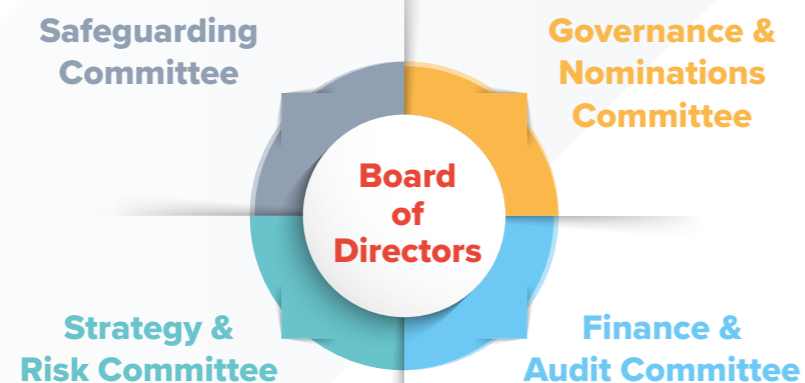 Safeguarding
Committee
Governance &
Nominations
Committee
Board
of
Directors
Strategy &
Risk Committee
Finance &
Audit Committee